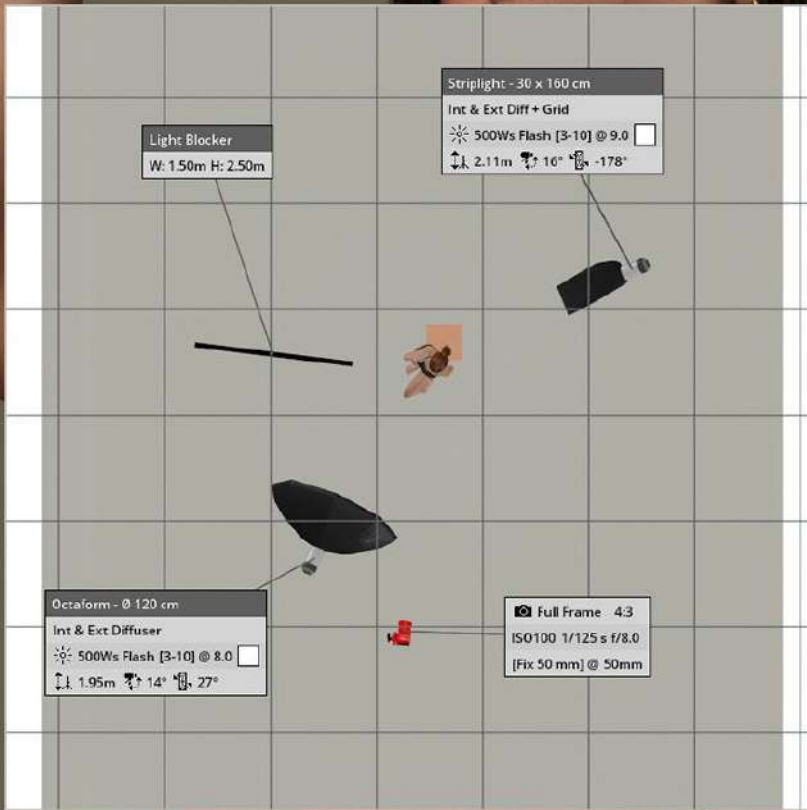 Striplight - 30 x 160 cm
Int & Ext Diff + Grid
500Ws Flash [3-10] @ 9.0
2.11m 16° -178°
Light Blocker
W: 1.50m H: 2.50m
Octaform - Ø 120 cm
Int & Ext Diffuser
500Ws Flash [3-10] @ 8.0
1.95m 14° 27°
Full Frame 4:3
ISO100 1/125 s f/8.0
[Fix 50 mm] @ 50mm